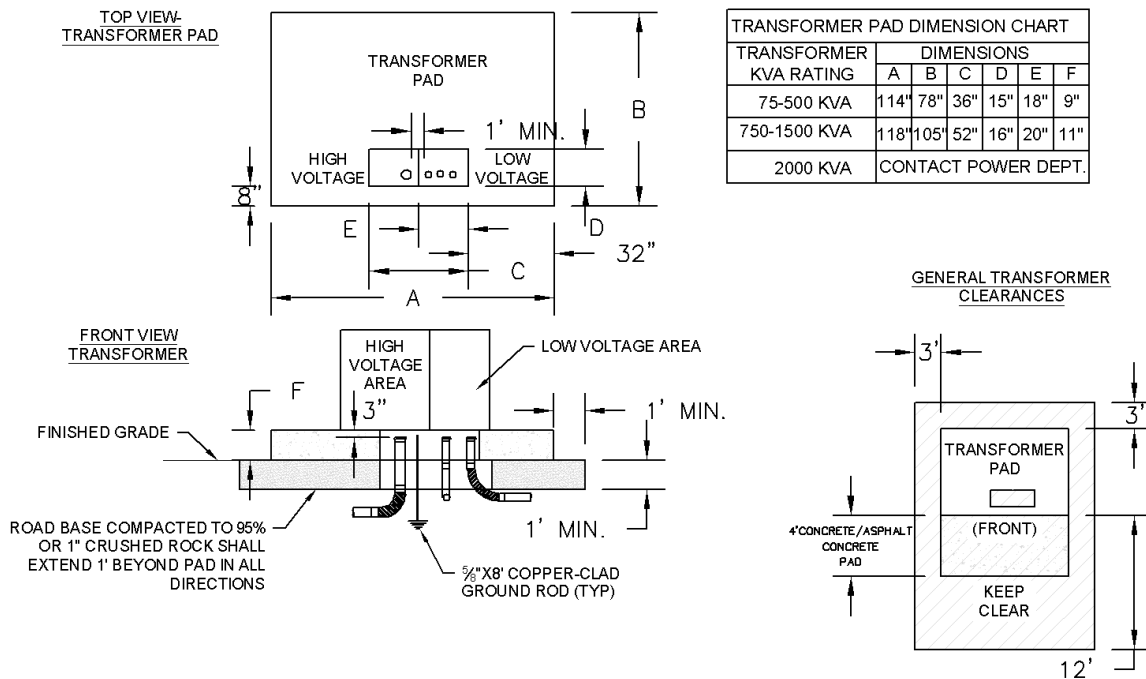 TOP VIEW-
TRANSFORMER PAD
TRANSFORMER
PAD
1' MIN.
HIGH
VOLTAGE
LOW
VOLTAGE
8"
B
E
D
32"
C
A
TRANSFORMER PAD DIMENSION CHART
TRANSFORMER
KVA RATING
DIMENSIONS
A B C D E F
75-500 KVA 114" 78" 36" 15" 18" 9"
750-1500 KVA 118" 105" 52" 16" 20" 11"
2000 KVA CONTACT POWER DEPT.
FRONT VIEW
TRANSFORMER
HIGH
VOLTAGE
AREA
LOW VOLTAGE AREA
F
3"
1' MIN.
FINISHED GRADE
1' MIN.
ROAD BASE COMPACTED TO 95%
OR 1" CRUSHED ROCK SHALL
EXTEND 1' BEYOND PAD IN ALL
DIRECTIONS
5/8"X8' COPPER-CLAD
GROUND ROD (TYP)
GENERAL TRANSFORMER
CLEARANCES
3'
3'
TRANSFORMER
PAD
(FRONT)
4'CONCRETE/ASPHALT
CONCRETE
PAD
KEEP
CLEAR
12'